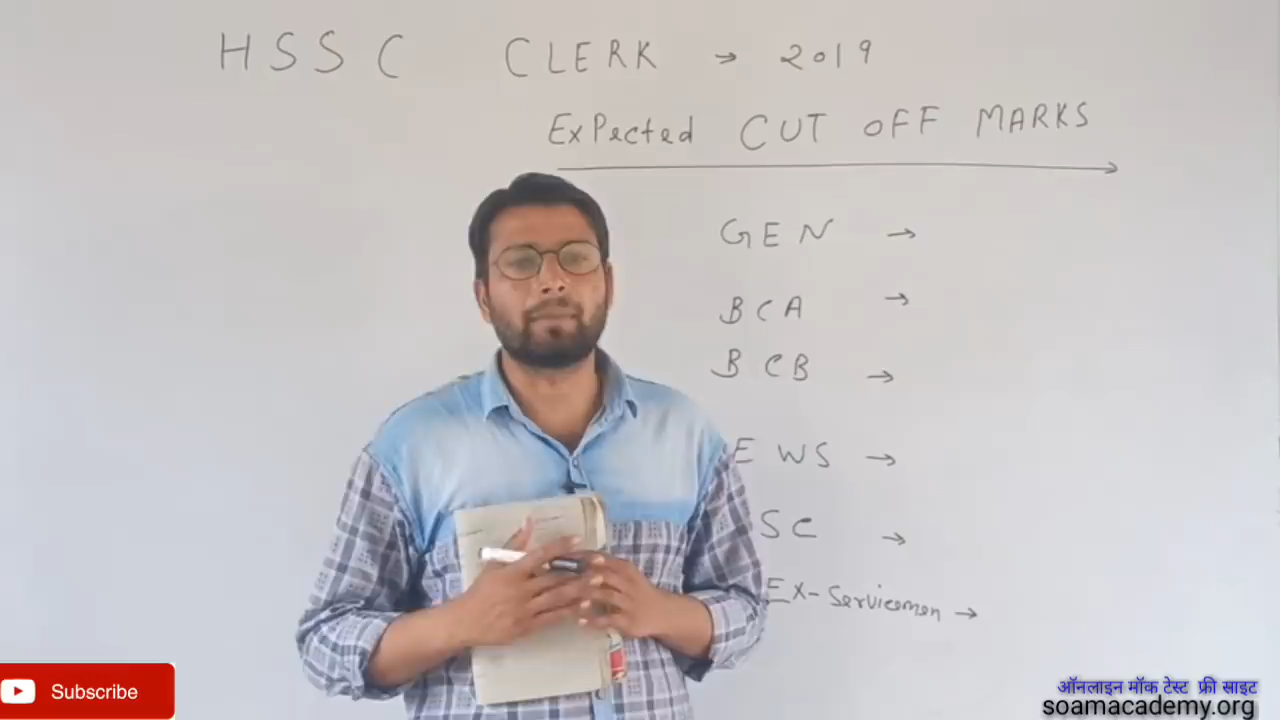 HSSC CLERK → 2019
Expected CUT OFF MARKS
GEN →
BCA →
BCB →
EWS →
SC →
Ex-Servicemen →
Subscribe
ऑनलाइन मॉक टेस्ट फ्री साइट
soamacademy.org